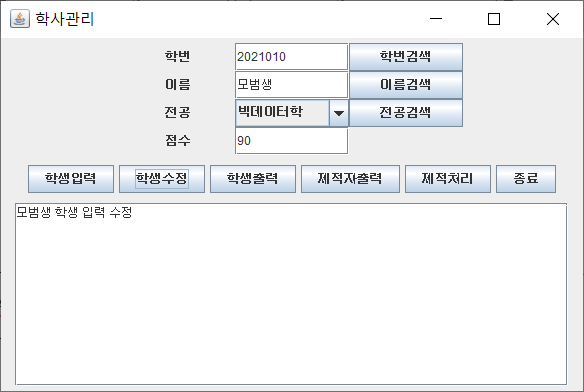 학사관리
학번 2021010 학번검색
이름 모범생 이름검색
전공 빅데이터학 전공검색
점수 90
학생입력 학생수정 학생출력 제적자출력 제적처리 종료
모범생 학생 입력 수정